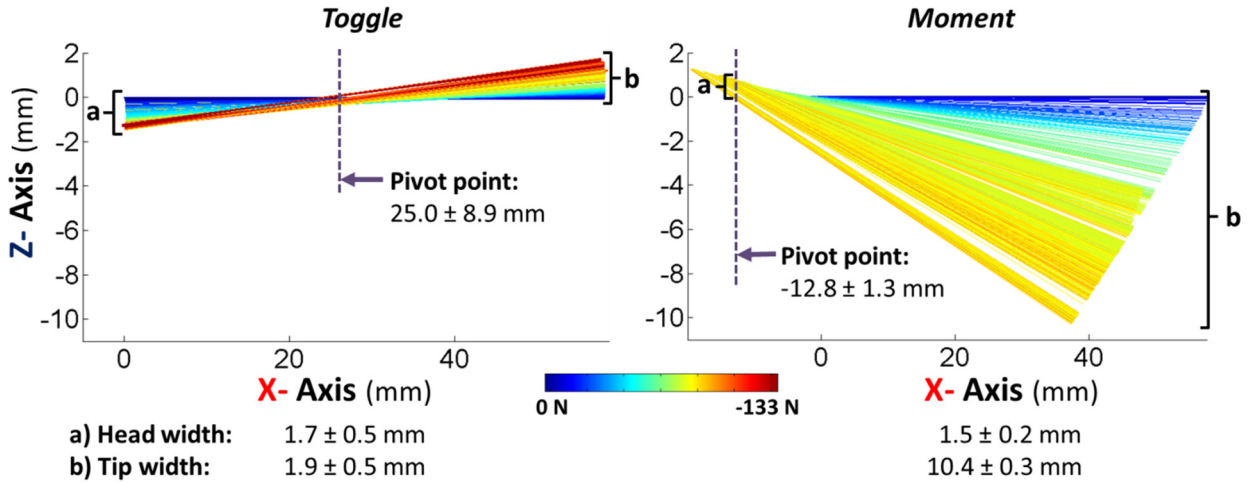 Toggle
Moment
2
0
-2
-4
-6
-8
-10
Z- Axis (mm)
a
b
Pivot point:
25.0 ± 8.9 mm
0
20
40
X- Axis (mm)
2
0
-2
-4
-6
-8
-10
a
b
Pivot point:
-12.8 ± 1.3 mm
0
20
40
X- Axis (mm)
0 N
-133 N
a) Head width: 1.7 ± 0.5 mm 1.5 ± 0.2 mm
b) Tip width: 1.9 ± 0.5 mm 10.4 ± 0.3 mm